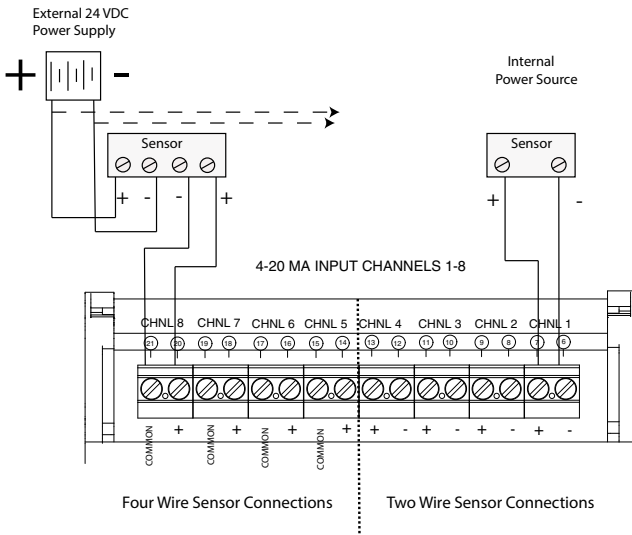 External 24 VDC
Power Supply
+ -
Internal
Power Source
Sensor
Sensor
+ - - +
+ -
4-20 MA INPUT CHANNELS 1-8
CHNL 8 CHNL 7 CHNL 6 CHNL 5 CHNL 4 CHNL 3 CHNL 2 CHNL 1
21 20 19 18 17 16 15 14 13 12 11 10 9 8 7 6
COMMON + COMMON + COMMON + COMMON + + - + - + - + -
Four Wire Sensor Connections
Two Wire Sensor Connections